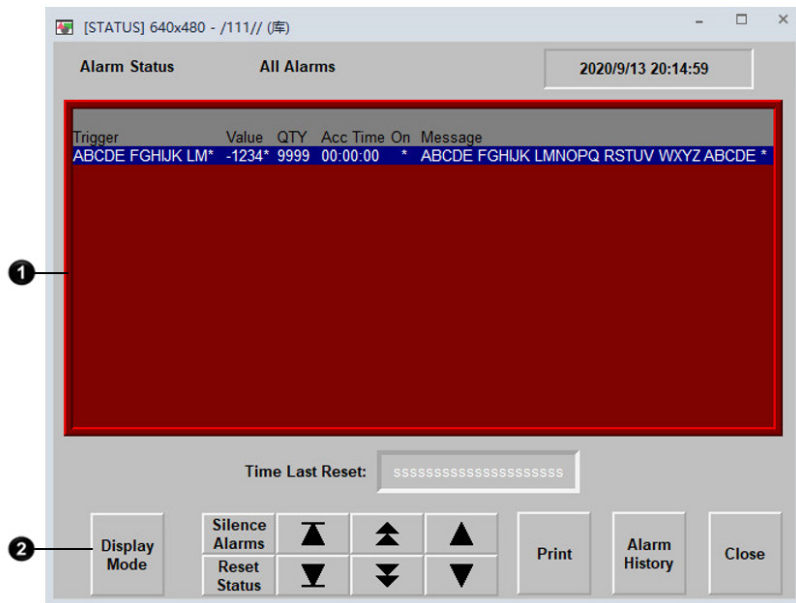 [STATUS] 640x480 - /111// (库)
Alarm Status All Alarms 2020/9/13 20:14:59
Trigger Value QTY Acc Time On Message
ABCDE FGHIJK LM* -1234* 9999 00:00:00 * ABCDE FGHIJK LMNOPQ RSTUV WXYZ ABCDE *
1
Time Last Reset: sssssssssssssssssssss
2
Display Mode
Silence Alarms
Reset Status
Print
Alarm History
Close